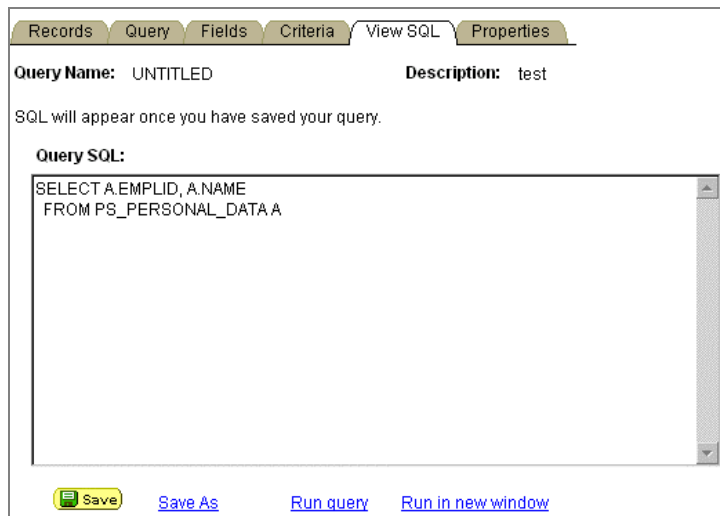 Records Query Fields Criteria View SQL Properties
Query Name: UNTITLED Description: test
SQL will appear once you have saved your query.
Query SQL:
SELECT A.EMPLID, A.NAME
FROM PS_PERSONAL_DATA A
Save Save As Run query Run in new window